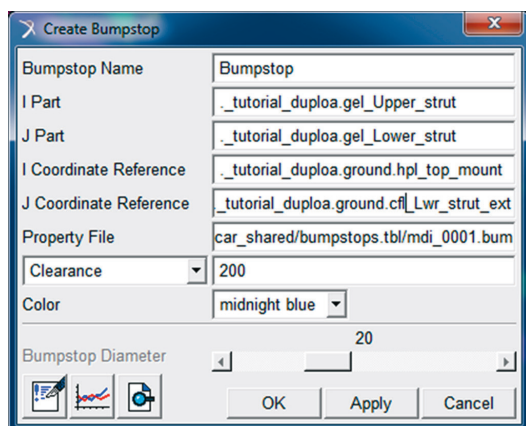 Create Bumpstop
Bumpstop Name Bumpstop
I Part ._tutorial_duploa.gel_Upper_strut
J Part ._tutorial_duploa.gel_Lower_strut
I Coordinate Reference ._tutorial_duploa.ground.hpl_top_mount
J Coordinate Reference ._tutorial_duploa.ground.cfl_Lwr_strut_ext
Property File car_shared/bumpstops.tbl/mdi_0001.bum
Clearance 200
Color midnight blue
20
Bumpstop Diameter
OK Apply Cancel